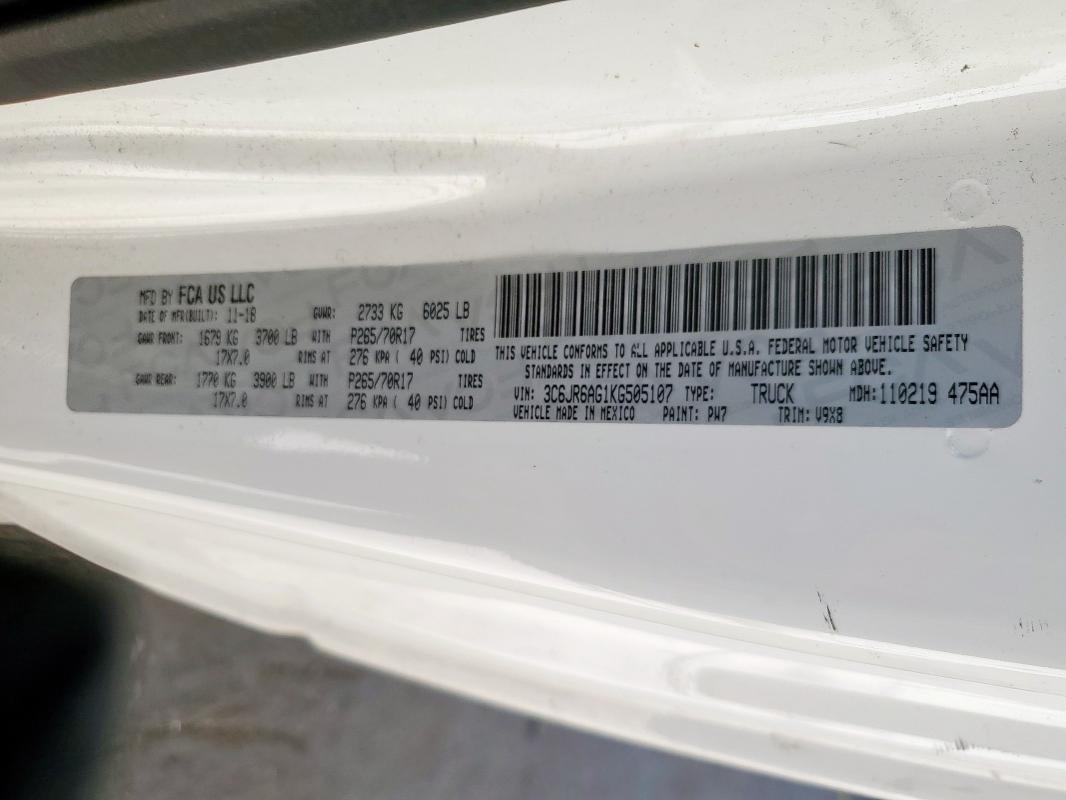 MFD BY FCA US LLC
DATE OF MFR(BUILT): 11-18 GVWR: 2733 KG 6025 LB
GAWR FRONT: 1679 KG 3700 LB WITH P265/70R17 TIRES
17X7.0 RIMS AT 276 KPA ( 40 PSI) COLD
GAWR REAR: 1770 KG 3900 LB WITH P265/70R17 TIRES
17X7.0 RIMS AT 276 KPA ( 40 PSI) COLD
THIS VEHICLE CONFORMS TO ALL APPLICABLE U.S.A. FEDERAL MOTOR VEHICLE SAFETY
STANDARDS IN EFFECT ON THE DATE OF MANUFACTURE SHOWN ABOVE.
VIN: 3C6JR6AG1KG505107 TYPE: TRUCK MDH: 110219 475AA
VEHICLE MADE IN MEXICO PAINT: PW7 TRIM: V9X8